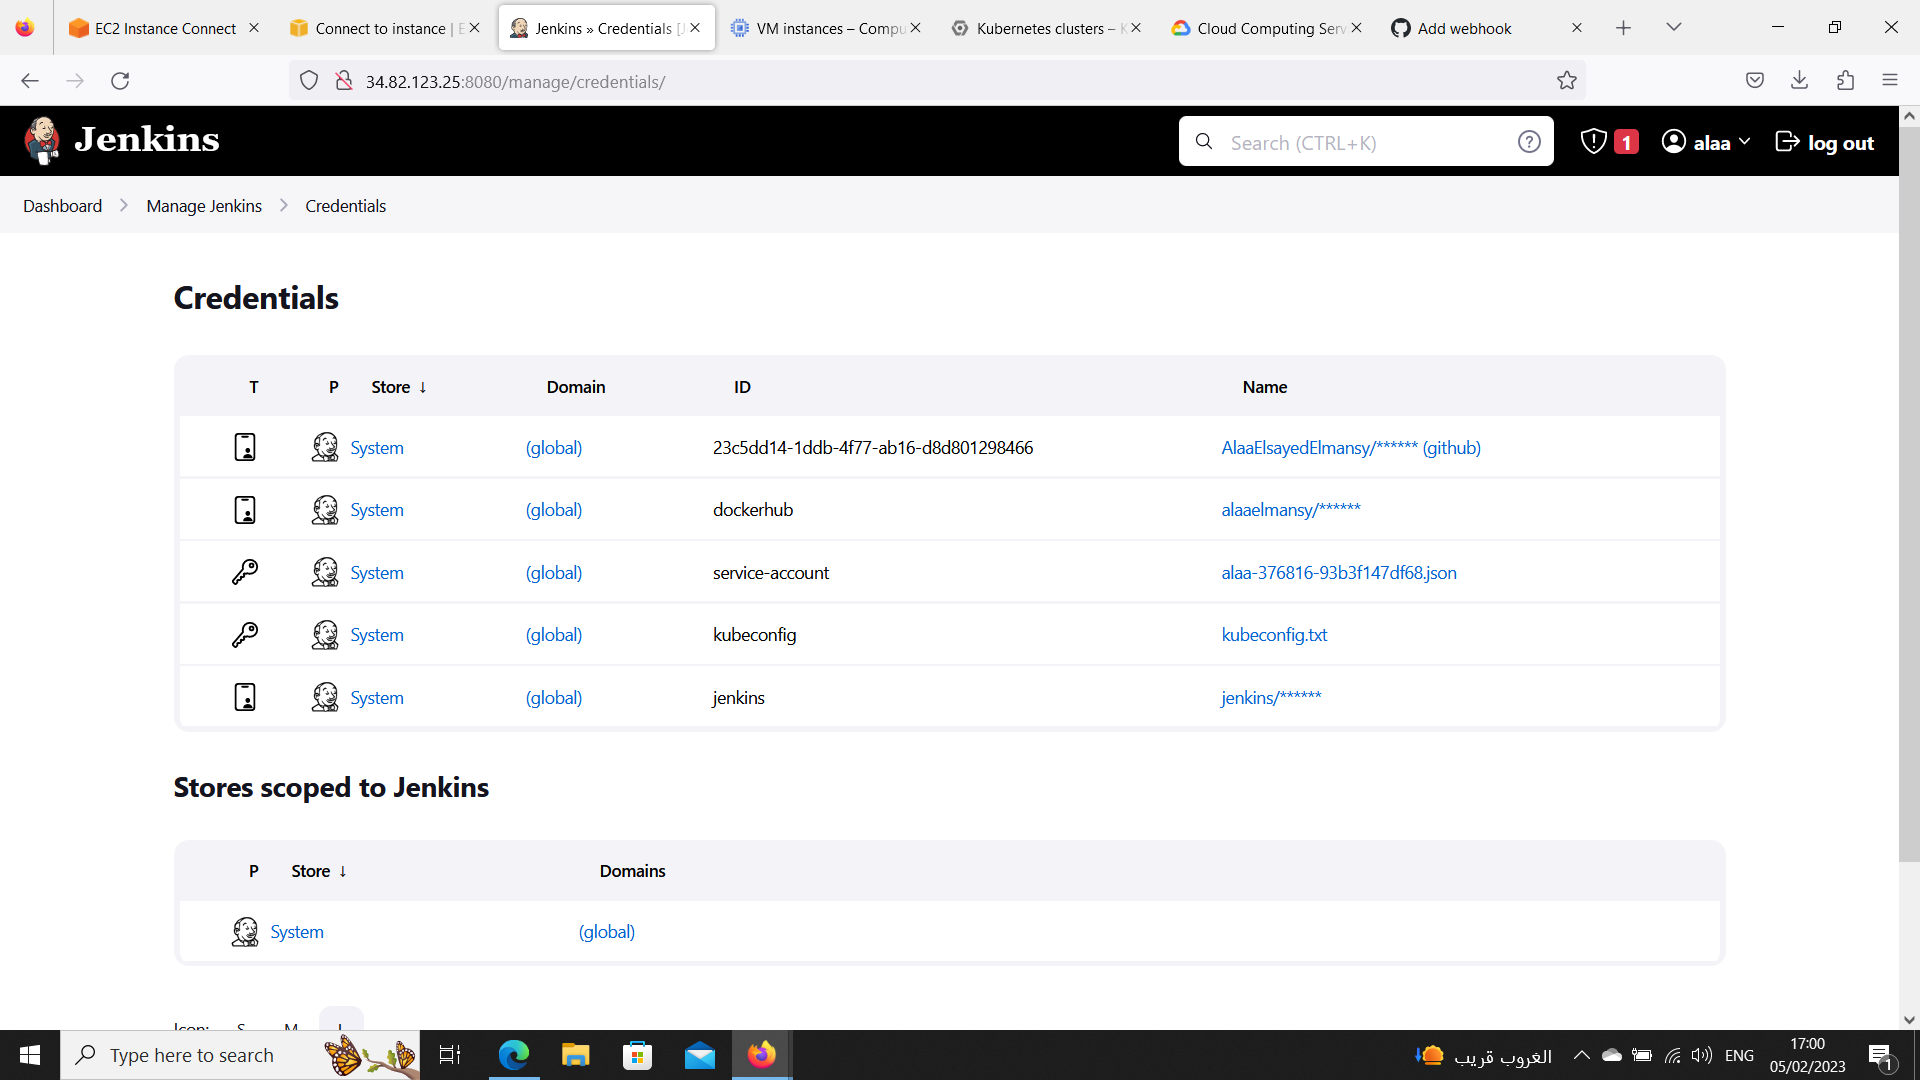 EC2 Instance Connect
Connect to instance | E
Jenkins » Credentials [J
VM instances – Compu
Kubernetes clusters – K
Cloud Computing Serv
Add webhook
34.82.123.25:8080/manage/credentials/
Jenkins
Search (CTRL+K)
1
alaa
log out
Dashboard
Manage Jenkins
Credentials
Credentials
T P Store ↓ Domain ID Name
System (global) 23c5dd14-1ddb-4f77-ab16-d8d801298466 AlaaElsayedElmansy/****** (github)
System (global) dockerhub alaaelmansy/******
System (global) service-account alaa-376816-93b3f147df68.json
System (global) kubeconfig kubeconfig.txt
System (global) jenkins jenkins/******
Stores scoped to Jenkins
P Store ↓ Domains
System (global)
Icon: S M L
Type here to search
الغروب قريب
ENG
17:00
05/02/2023
1